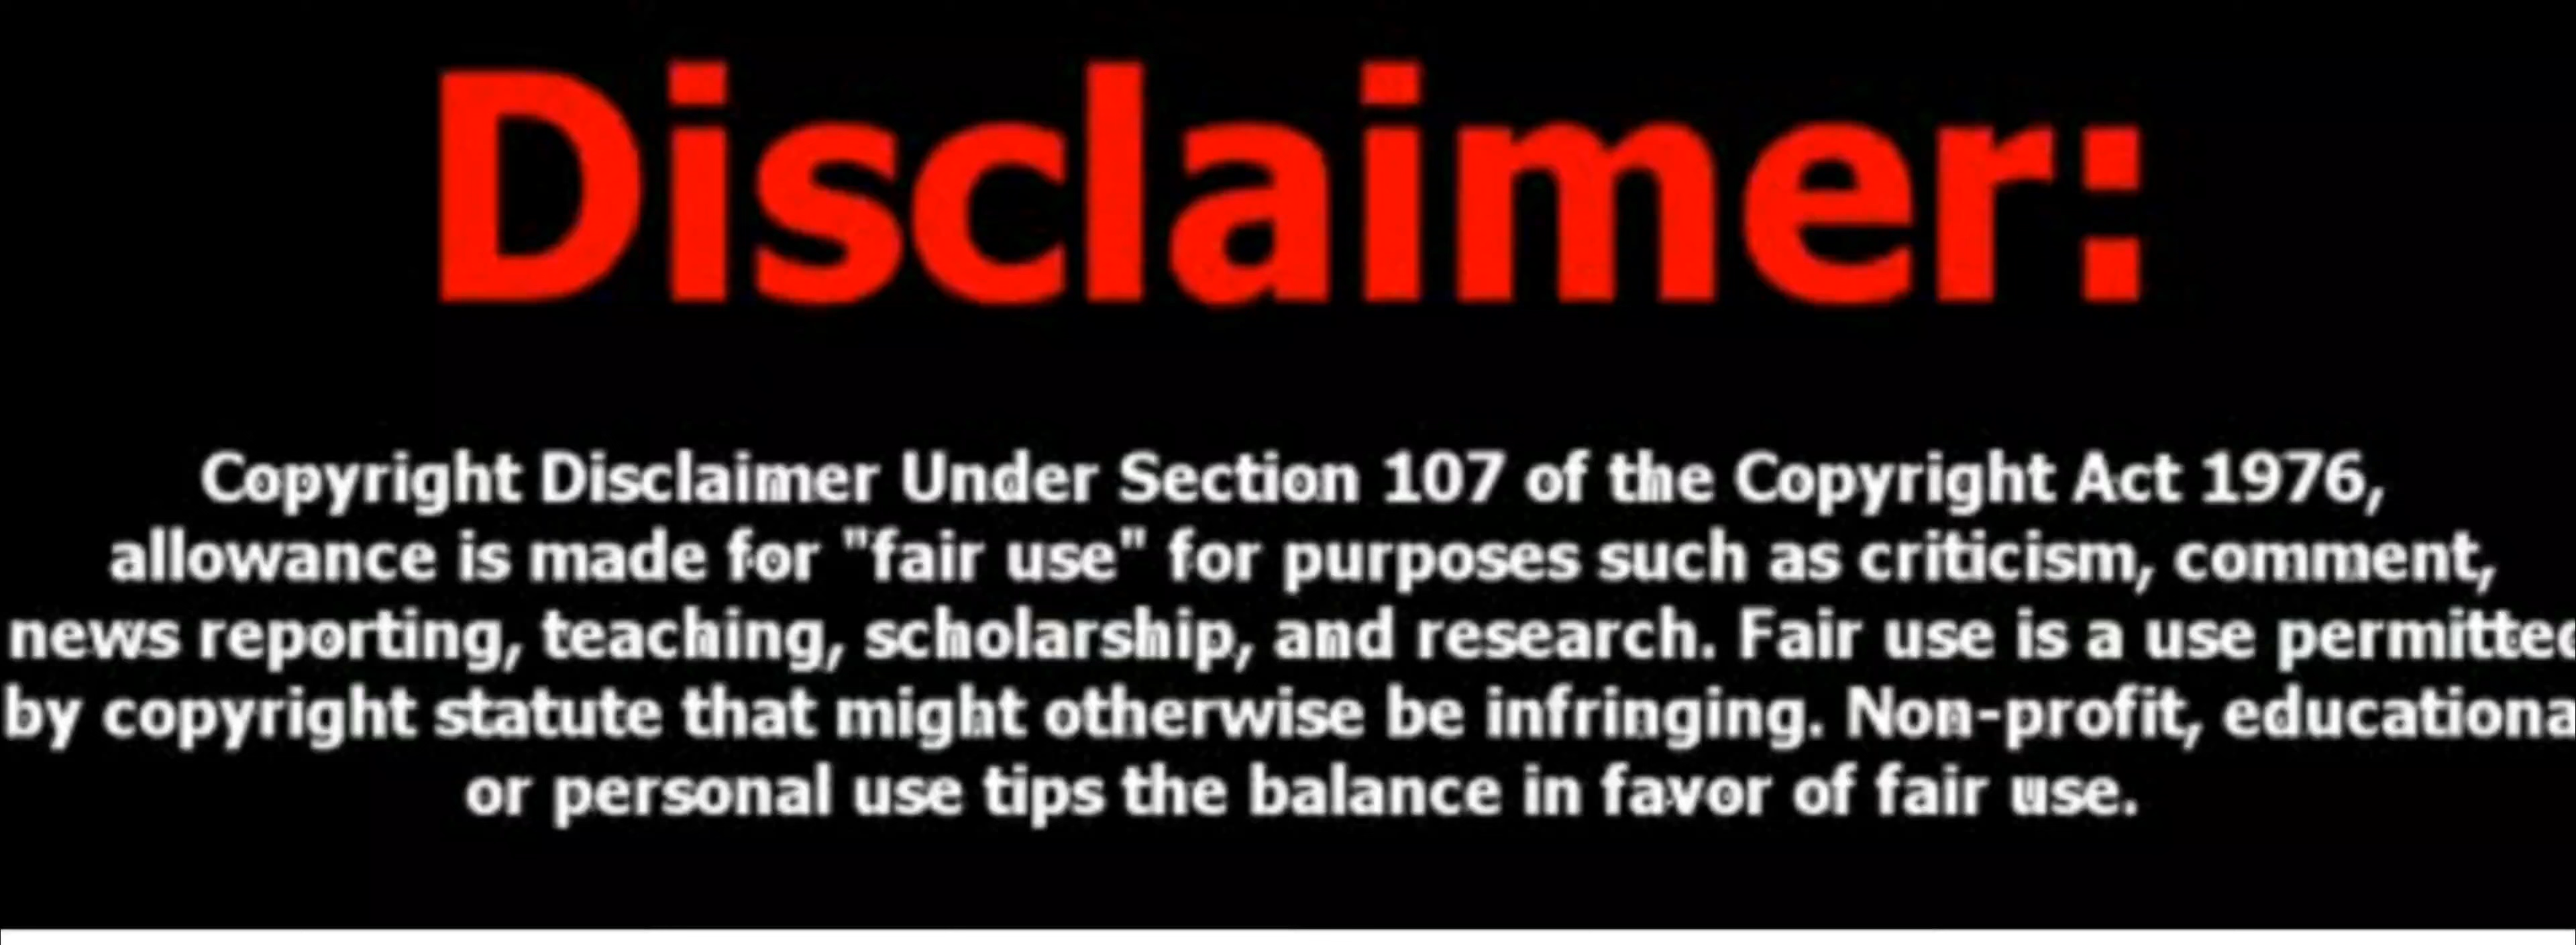 Disclaimer:
Copyright Disclaimer Under Section 107 of the Copyright Act 1976,
allowance is made for "fair use" for purposes such as criticism, comment,
news reporting, teaching, scholarship, and research. Fair use is a use permitted
by copyright statute that might otherwise be infringing. Non-profit, educationa
or personal use tips the balance in favor of fair use.